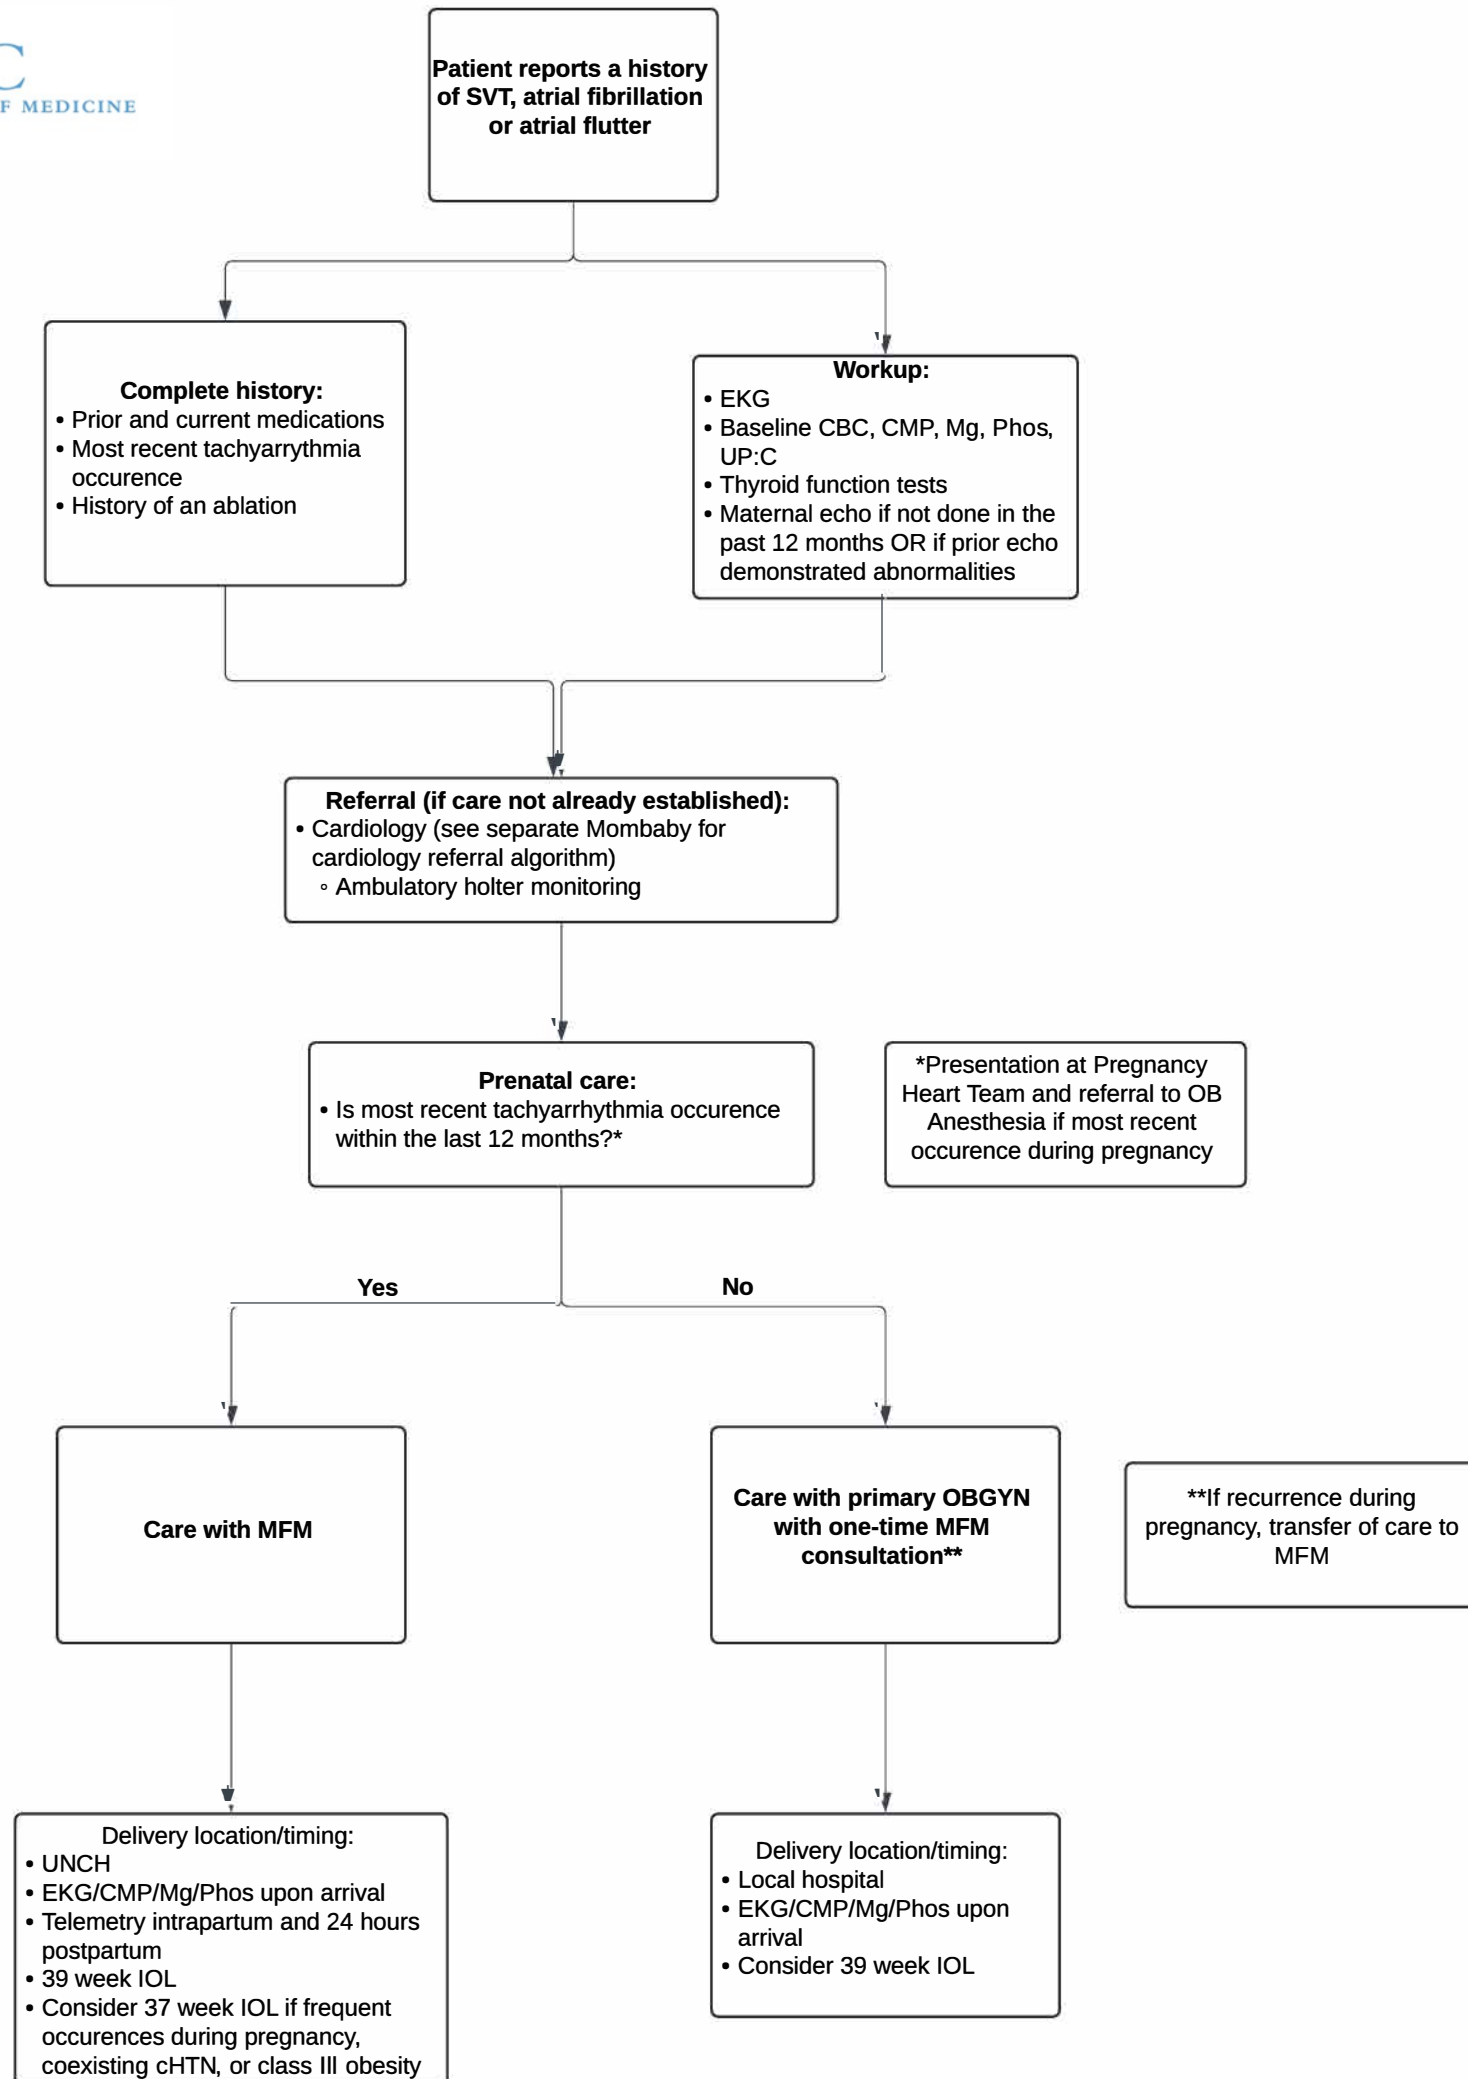 F MEDICINE
Patient reports a history
of SVT, atrial fibrillation
or atrial flutter
Complete history:
• Prior and current medications
• Most recent tachyarrythmia
occurence
• History of an ablation
Workup:
• EKG
• Baseline CBC, CMP, Mg, Phos,
UP:C
• Thyroid function tests
• Maternal echo if not done in the
past 12 months OR if prior echo
demonstrated abnormalities
Referral (if care not already established):
• Cardiology (see separate Mombaby for
cardiology referral algorithm)
◦ Ambulatory holter monitoring
Prenatal care:
• Is most recent tachyarrhythmia occurence
within the last 12 months?*
*Presentation at Pregnancy
Heart Team and referral to OB
Anesthesia if most recent
occurence during pregnancy
Yes
No
Care with MFM
Care with primary OBGYN
with one-time MFM
consultation**
**If recurrence during
pregnancy, transfer of care to
MFM
Delivery location/timing:
• UNCH
• EKG/CMP/Mg/Phos upon arrival
• Telemetry intrapartum and 24 hours
postpartum
• 39 week IOL
• Consider 37 week IOL if frequent
occurences during pregnancy,
coexisting cHTN, or class III obesity
Delivery location/timing:
• Local hospital
• EKG/CMP/Mg/Phos upon
arrival
• Consider 39 week IOL